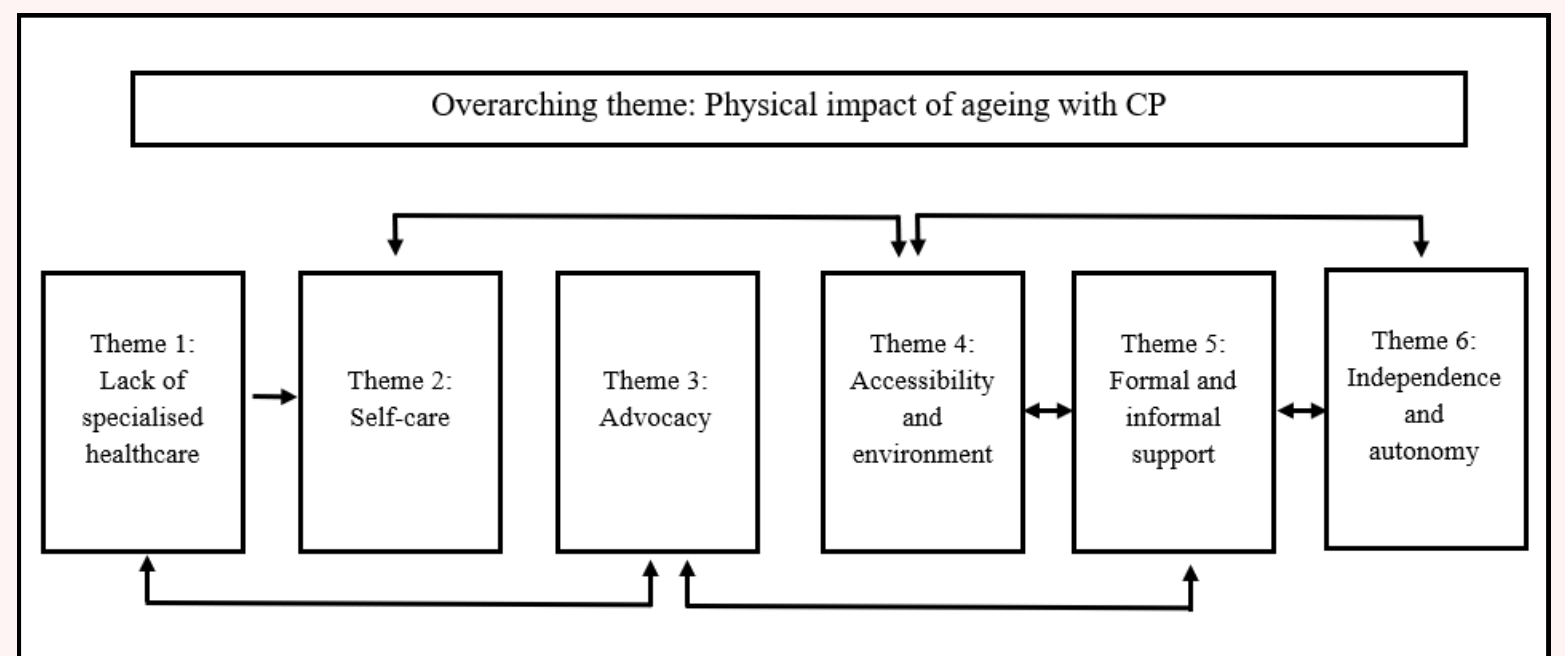 Overarching theme: Physical impact of ageing with CP
Theme 1:
Lack of
specialised
healthcare
Theme 2:
Self-care
Theme 3:
Advocacy
Theme 4:
Accessibility
and
environment
Theme 5:
Formal and
informal
support
Theme 6:
Independence
and
autonomy